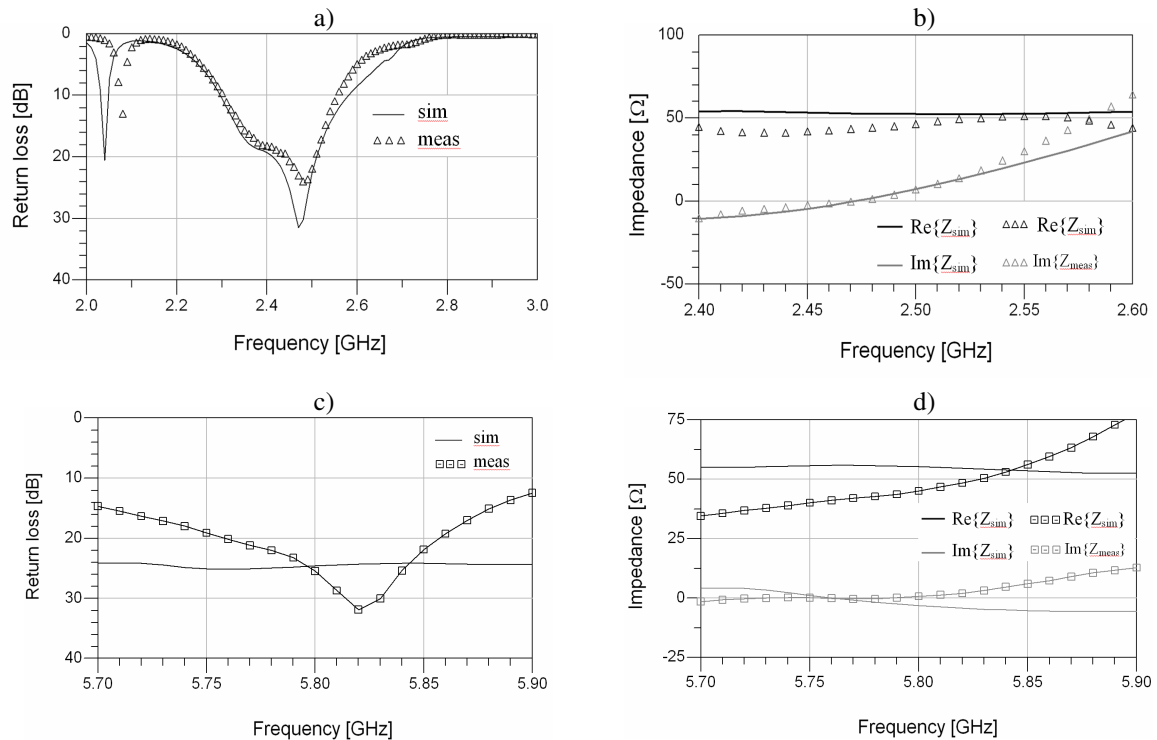 a)
0
10
20
30
40
Return loss [dB]
sim
meas
2.0
2.2
2.4
2.6
2.8
3.0
Frequency [GHz]
b)
100
50
0
-50
Impedance [Ω]
Re{Zsim}
Re{Zsim}
Im{Zsim}
Im{Zmeas}
2.40
2.45
2.50
2.55
2.60
Frequency [GHz]
c)
0
10
20
30
40
Return loss [dB]
sim
meas
5.70
5.75
5.80
5.85
5.90
Frequency [GHz]
d)
75
50
25
0
-25
Impedance [Ω]
Re{Zsim}
Re{Zsim}
Im{Zsim}
Im{Zmeas}
5.70
5.75
5.80
5.85
5.90
Frequency [GHz]